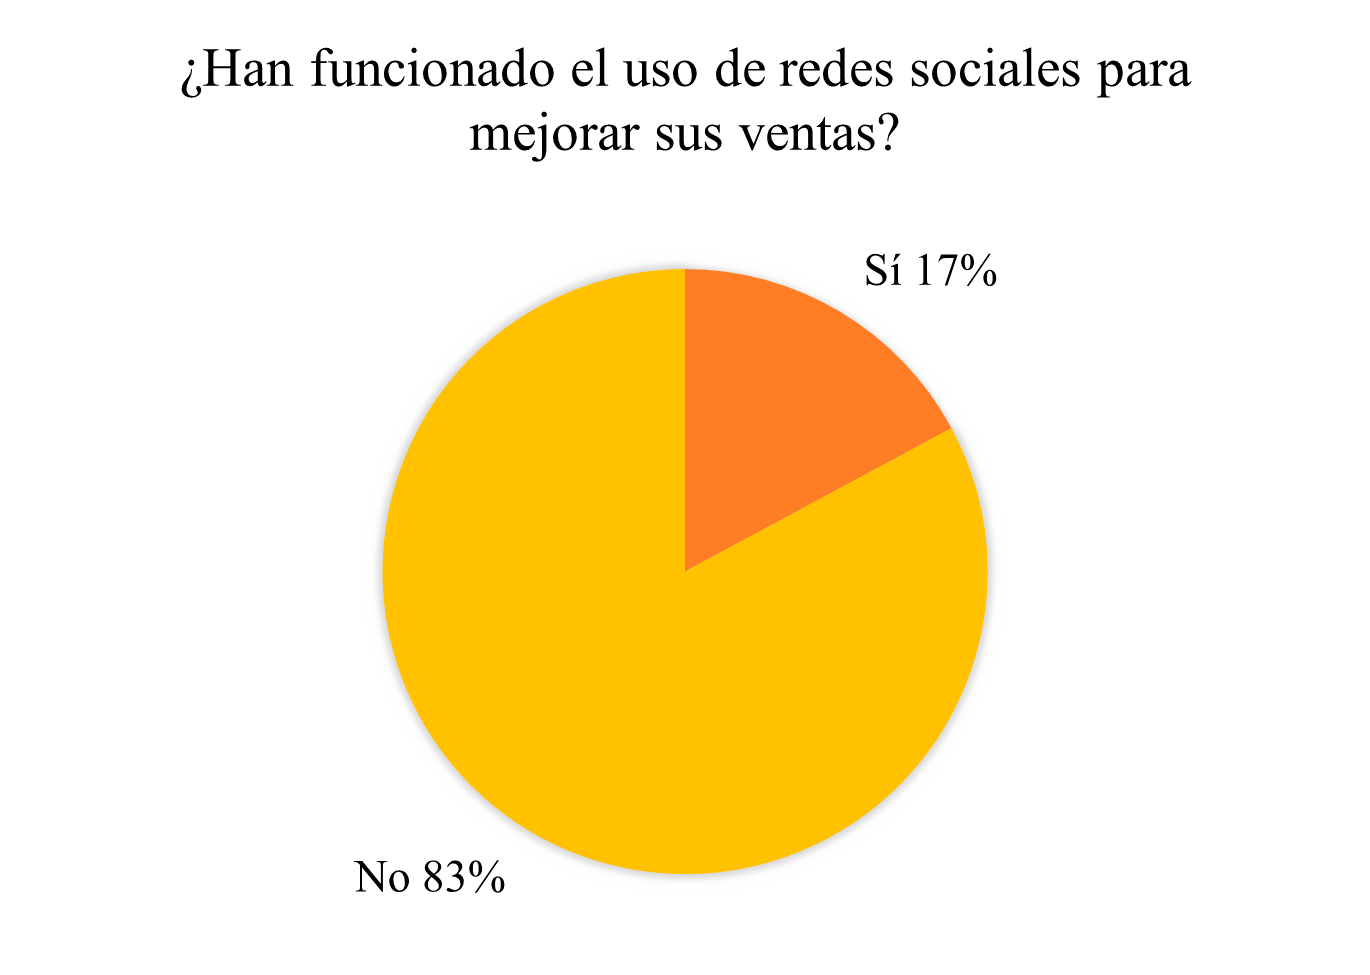 ¿Han funcionado el uso de redes sociales para
mejorar sus ventas?
Sí 17%
No 83%